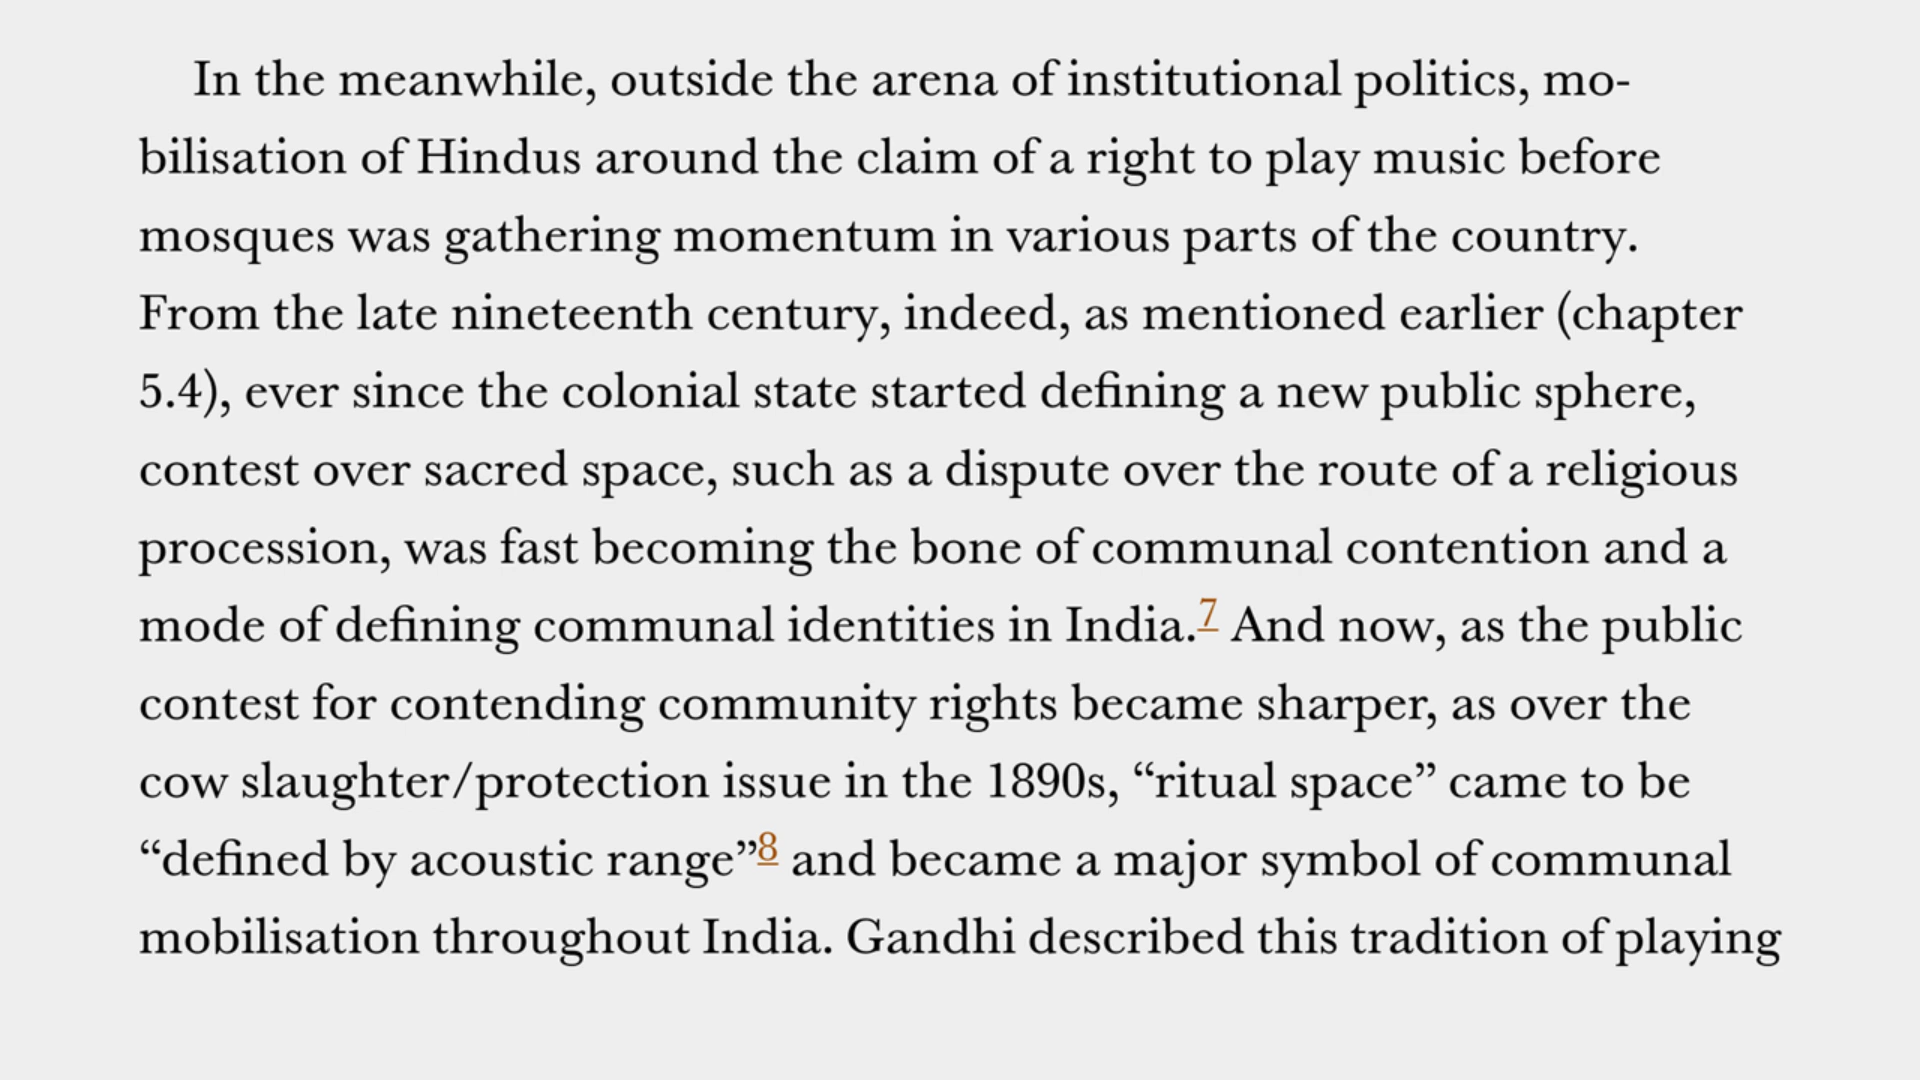 In the meanwhile, outside the arena of institutional politics, mo-
bilisation of Hindus around the claim of a right to play music before
mosques was gathering momentum in various parts of the country.
From the late nineteenth century, indeed, as mentioned earlier (chapter
5.4), ever since the colonial state started defining a new public sphere,
contest over sacred space, such as a dispute over the route of a religious
procession, was fast becoming the bone of communal contention and a
mode of defining communal identities in India.7 And now, as the public
contest for contending community rights became sharper, as over the
cow slaughter/protection issue in the 1890s, “ritual space” came to be
“defined by acoustic range”8 and became a major symbol of communal
mobilisation throughout India. Gandhi described this tradition of playing